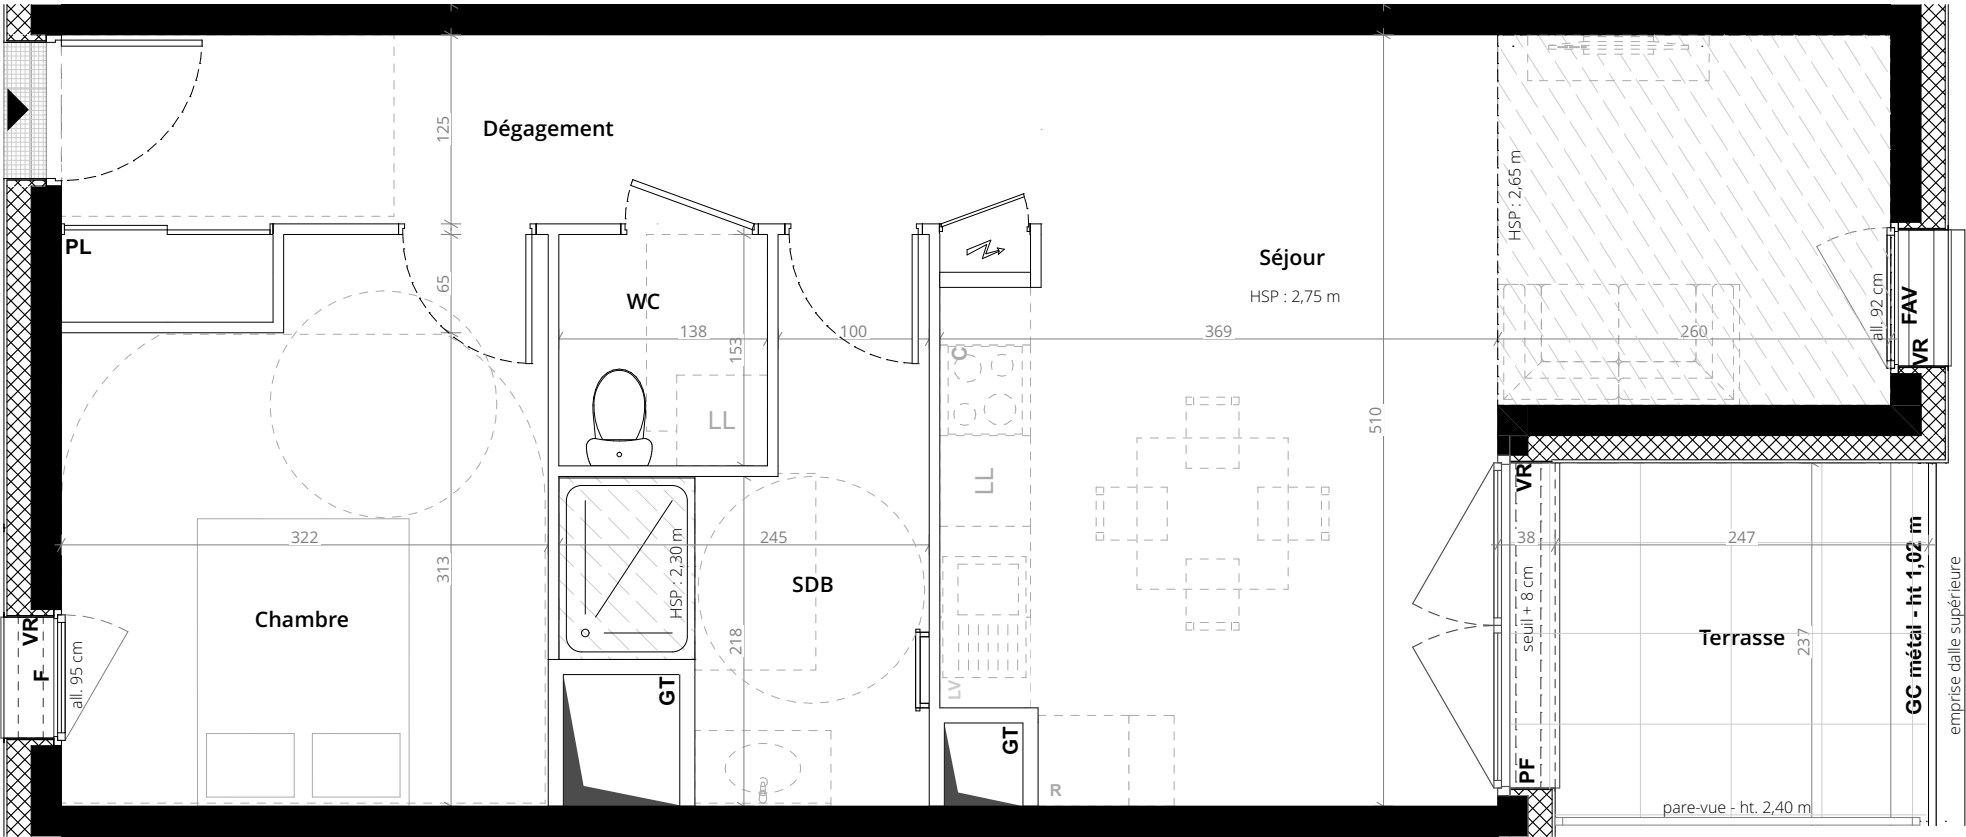 Dégagement
125
PL
65
WC
138
153
100
LL
Séjour
HSP : 2,75 m
369
HSP : 2,65 m
260
all. 92 cm
FAV
VR
C
LL
510
322
313
Chambre
VR
F
all. 95 cm
HSP : 2,30 m
245
SDB
218
GT
LV
GT
R
VR
38
seuil + 8 cm
PF
247
Terrasse
237
GC métal - ht 1,02 m
emprise dalle supérieure
pare-vue - ht. 2,40 m